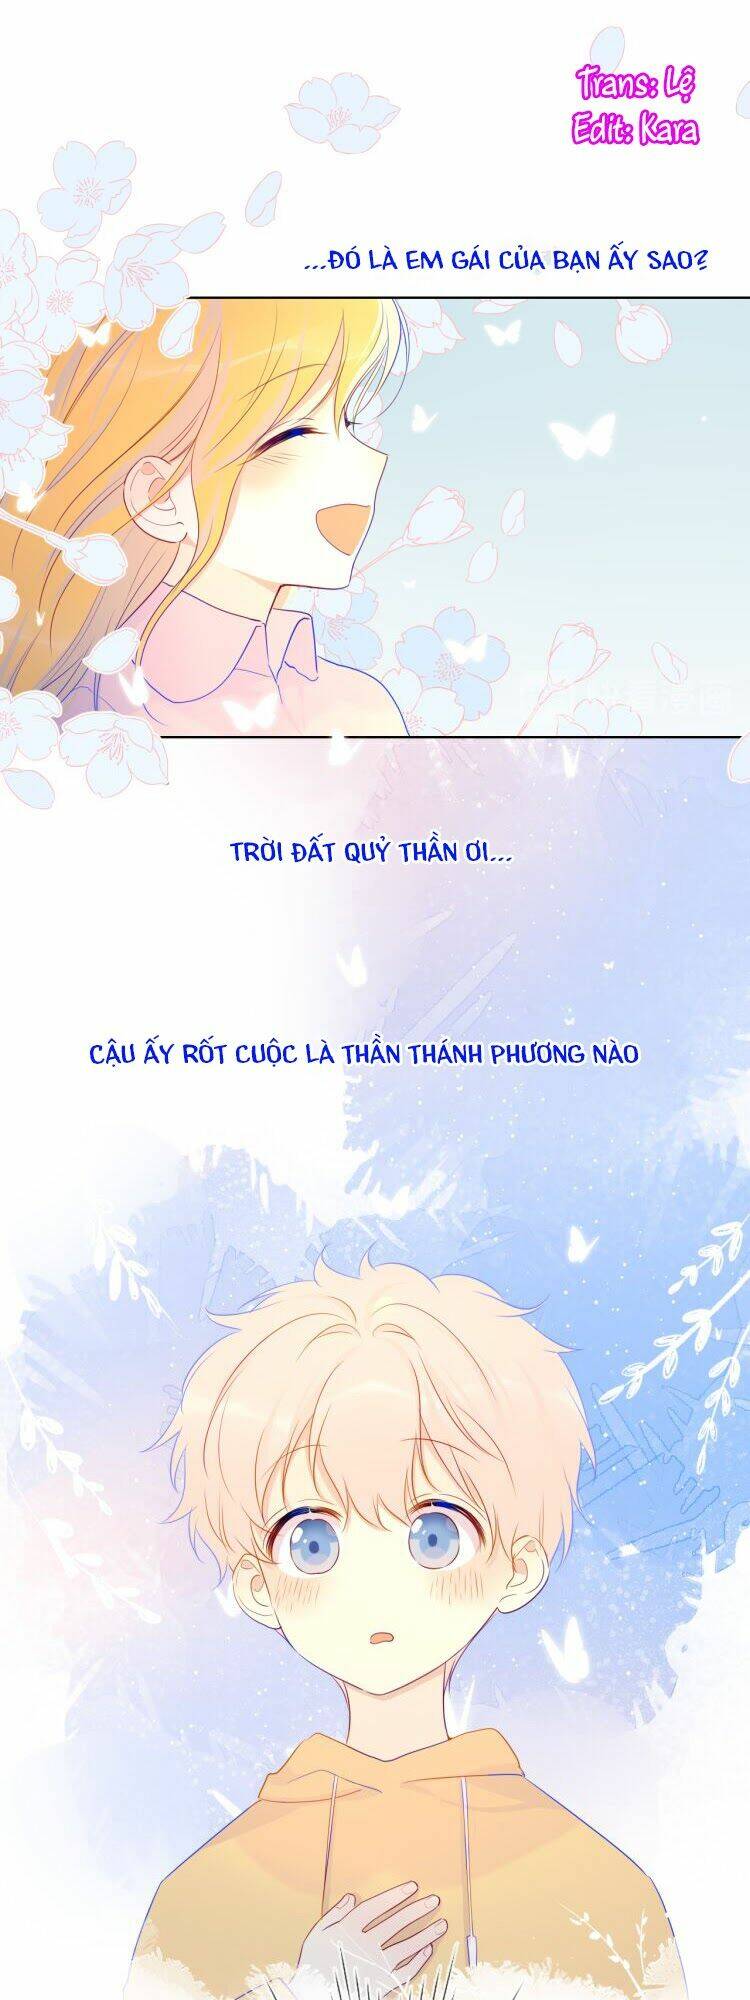 Trans: Lệ
Edit: Kara
...ĐÓ LÀ EM GÁI CỦA BẠN ẤY SAO?
TRỜI ĐẤT QUỶ THẦN ƠI...
CẬU ẤY RỐT CUỘC LÀ THẦN THÁNH PHƯƠNG NÀO